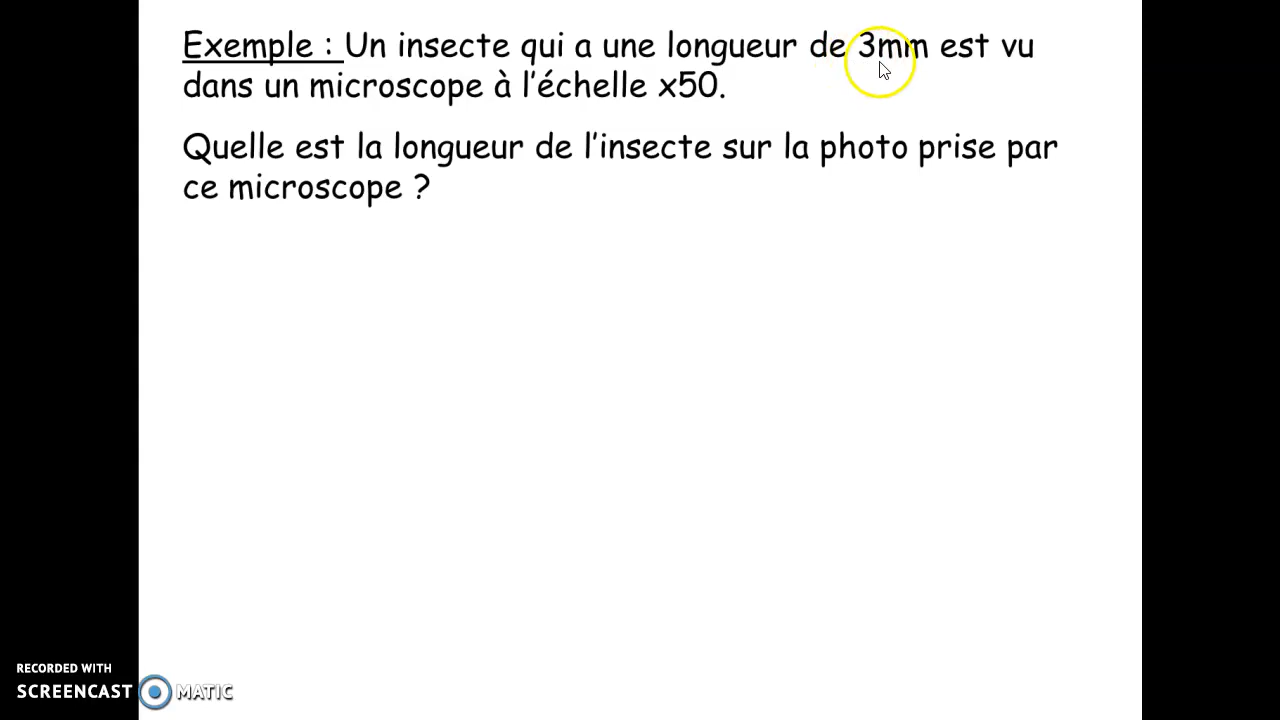 Exemple : Un insecte qui a une longueur de 3mm est vu
dans un microscope à l’échelle x50.
Quelle est la longueur de l’insecte sur la photo prise par
ce microscope ?
RECORDED WITH
SCREENCAST MATIC